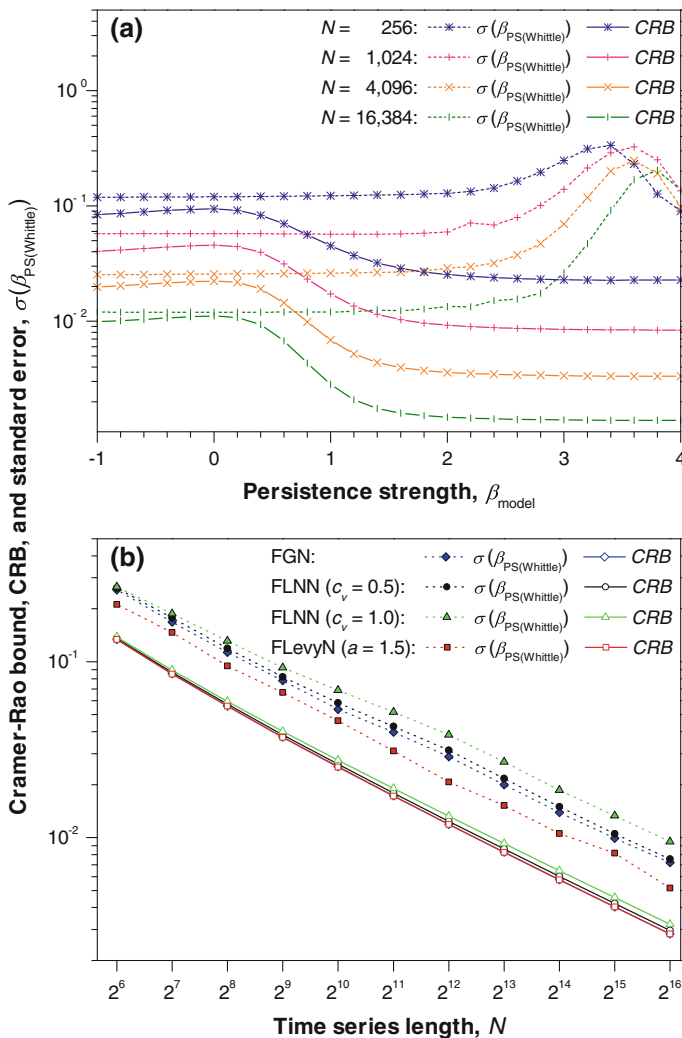 Cramer-Rao bound, CRB, and standard error, σ(β_PS(Whittle))
(a)
N = 256: σ(β_PS(Whittle)) CRB
N = 1,024: σ(β_PS(Whittle)) CRB
N = 4,096: σ(β_PS(Whittle)) CRB
N = 16,384: σ(β_PS(Whittle)) CRB
10^0
10^-1
10^-2
-1 0 1 2 3 4
Persistence strength, β_model
(b)
FGN: σ(β_PS(Whittle)) CRB
FLNN (c_v = 0.5): σ(β_PS(Whittle)) CRB
FLNN (c_v = 1.0): σ(β_PS(Whittle)) CRB
FLevyN (a = 1.5): σ(β_PS(Whittle)) CRB
10^-1
10^-2
2^6 2^7 2^8 2^9 2^10 2^11 2^12 2^13 2^14 2^15 2^16
Time series length, N